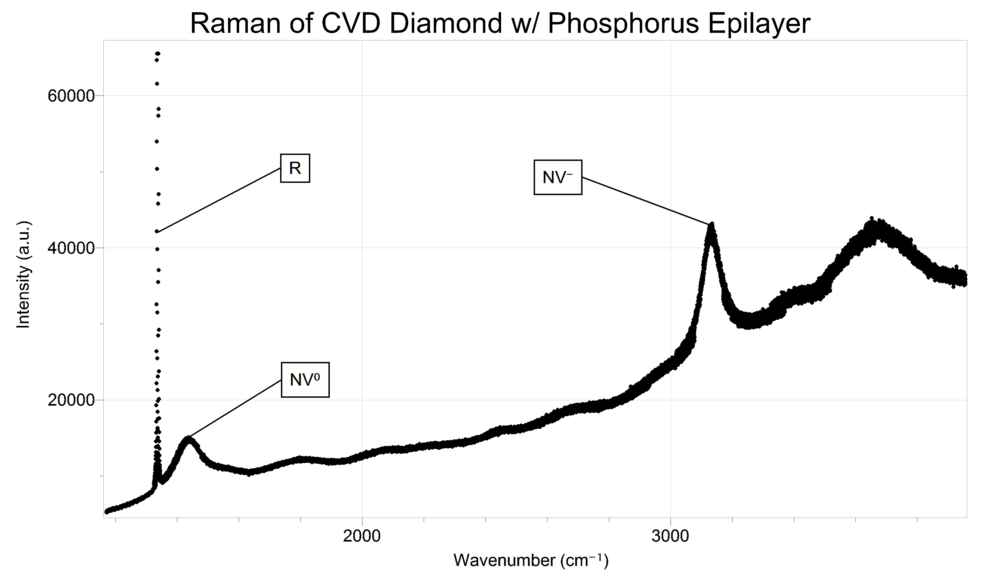 Raman of CVD Diamond w/ Phosphorus Epilayer
60000
R
NV⁻
Intensity (a.u.)
40000
NV⁰
20000
2000
3000
Wavenumber (cm⁻¹)